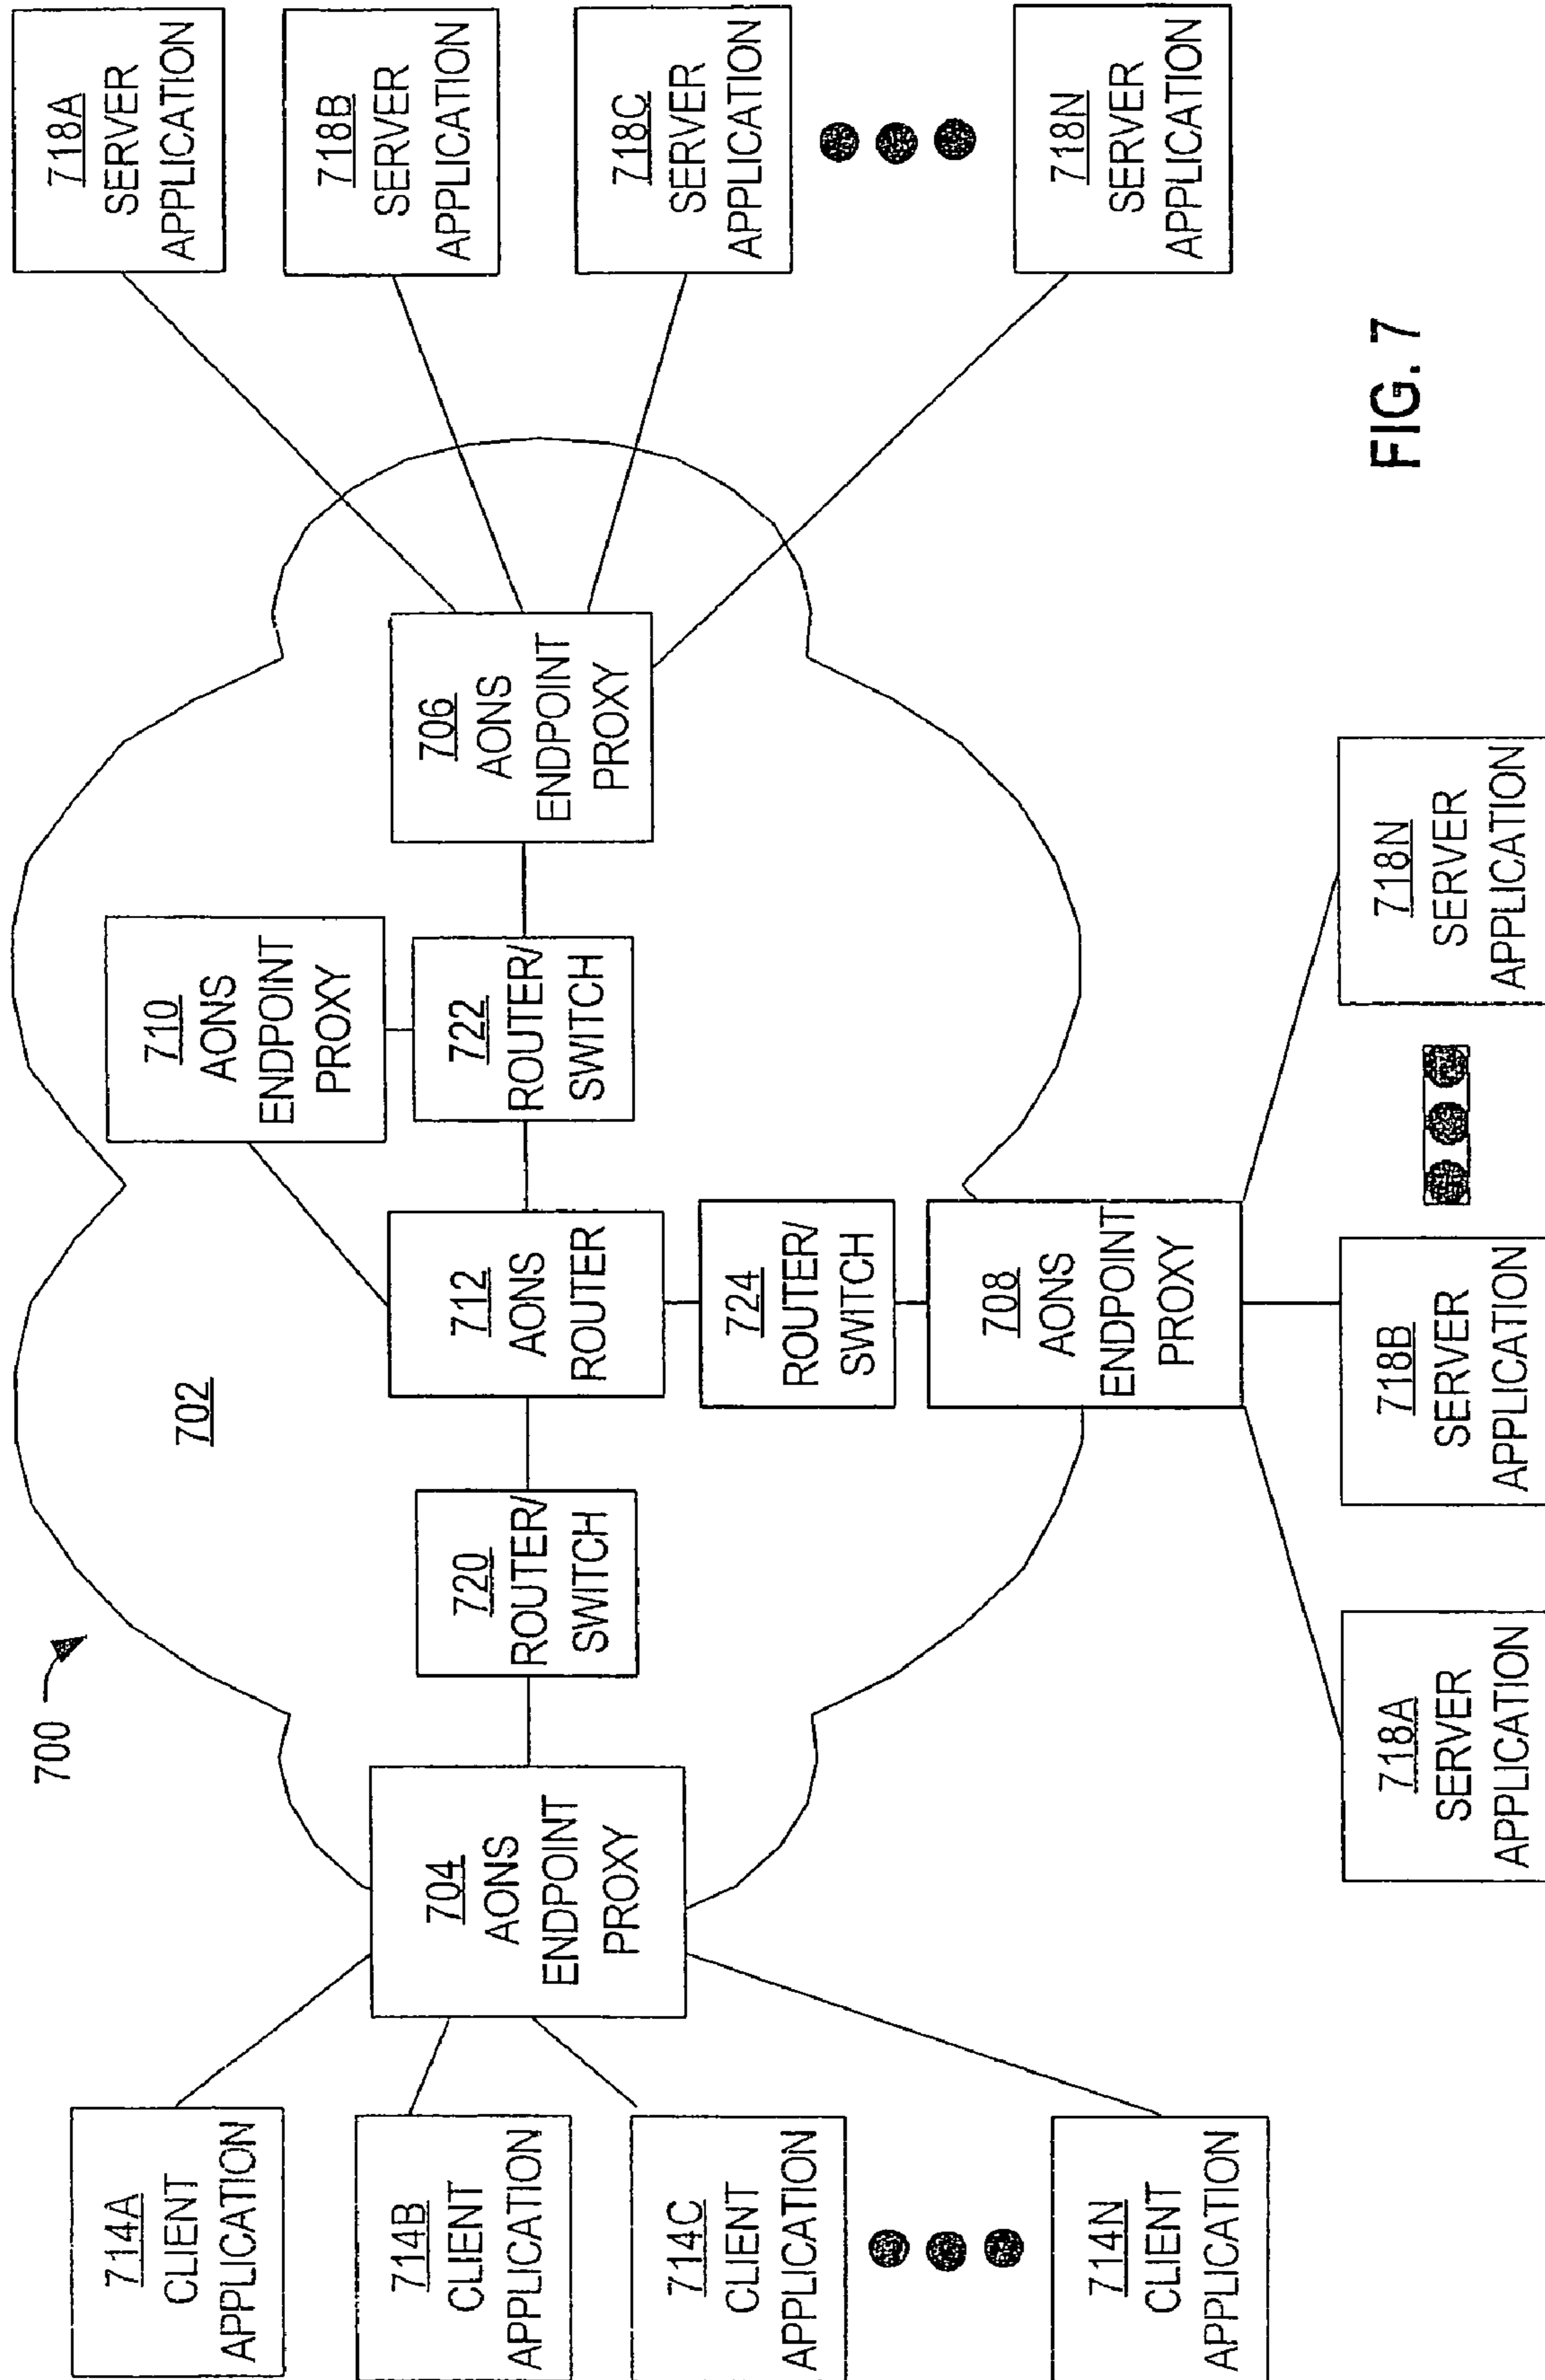 700
702
714A
CLIENT
APPLICATION
714B
CLIENT
APPLICATION
714C
CLIENT
APPLICATION
714N
CLIENT
APPLICATION
704
AONS
ENDPOINT
PROXY
720
ROUTER/
SWITCH
712
AONS
ROUTER
710
AONS
ENDPOINT
PROXY
722
ROUTER/
SWITCH
706
AONS
ENDPOINT
PROXY
724
ROUTER/
SWITCH
708
AONS
ENDPOINT
PROXY
718A
SERVER
APPLICATION
718B
SERVER
APPLICATION
718C
SERVER
APPLICATION
718N
SERVER
APPLICATION
718A
SERVER
APPLICATION
718B
SERVER
APPLICATION
718N
SERVER
APPLICATION
FIG. 7